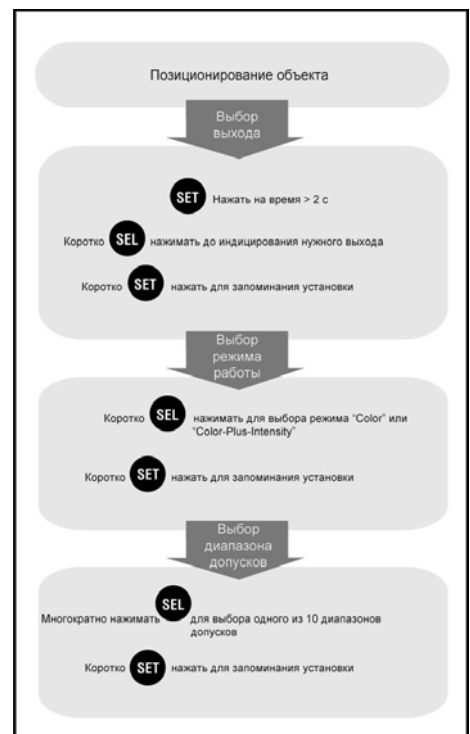 Позиционирование объекта
Выбор
выхода
SET Нажать на время > 2 с
Коротко SEL нажимать до индицирования нужного выхода
Коротко SET нажать для запоминания установки
Выбор
режима
работы
Коротко SEL нажимать для выбора режима “Color” или
“Color-Plus-Intensity”
Коротко SET нажать для запоминания установки
Выбор
диапазона
допусков
Многократно нажимать SEL для выбора одного из 10 диапазонов
допусков
Коротко SET нажать для запоминания установки